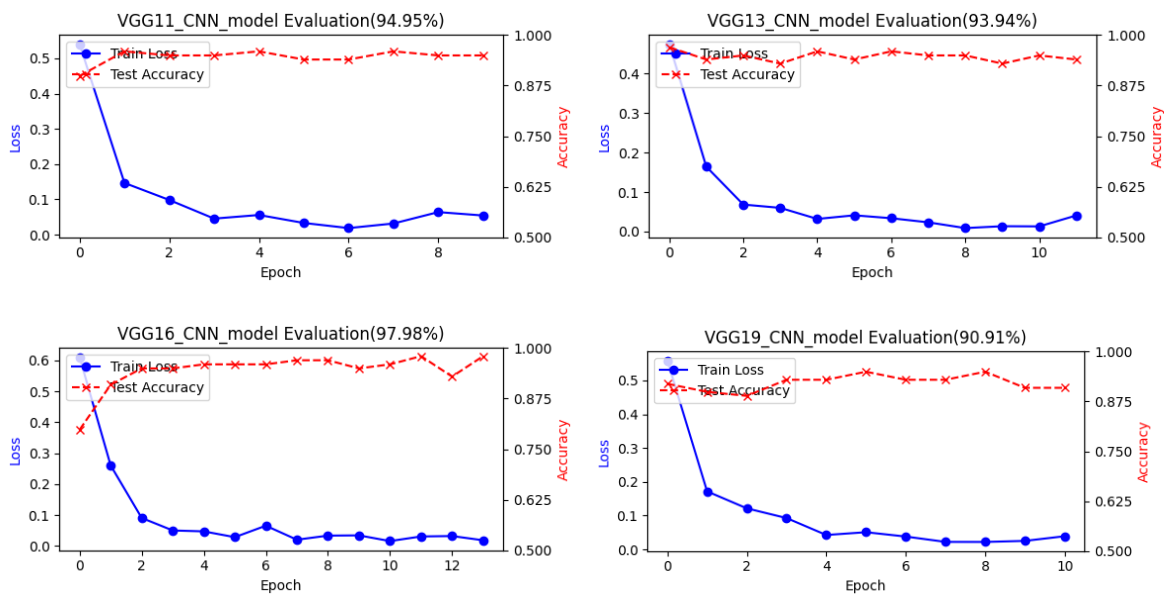 VGG11_CNN_model Evaluation(94.95%)
Train Loss
Test Accuracy
0.5
0.4
0.3
0.2
0.1
0.0
Loss
1.000
0.875
0.750
0.625
0.500
Accuracy
0 2 4 6 8
Epoch
VGG13_CNN_model Evaluation(93.94%)
Train Loss
Test Accuracy
0.4
0.3
0.2
0.1
0.0
Loss
1.000
0.875
0.750
0.625
0.500
Accuracy
0 2 4 6 8 10
Epoch
VGG16_CNN_model Evaluation(97.98%)
Train Loss
Test Accuracy
0.6
0.5
0.4
0.3
0.2
0.1
0.0
Loss
1.000
0.875
0.750
0.625
0.500
Accuracy
0 2 4 6 8 10 12
Epoch
VGG19_CNN_model Evaluation(90.91%)
Train Loss
Test Accuracy
0.5
0.4
0.3
0.2
0.1
0.0
Loss
1.000
0.875
0.750
0.625
0.500
Accuracy
0 2 4 6 8 10
Epoch